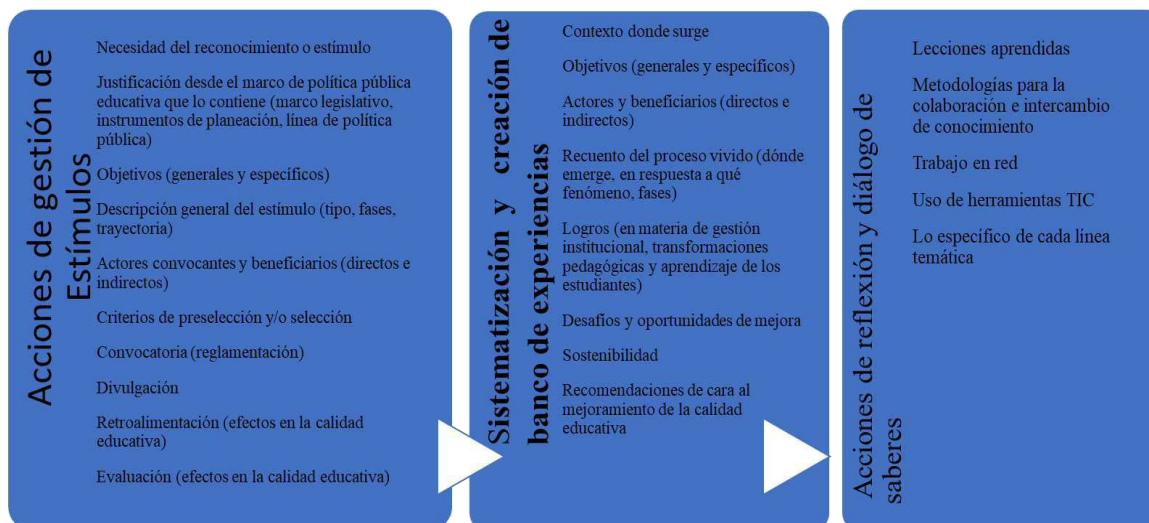 Acciones de gestión de
Estímulos
Necesidad del reconocimiento o estímulo
Justificación desde el marco de política pública
educativa que lo contiene (marco legislativo,
instrumentos de planeación, línea de política
pública)
Objetivos (generales y específicos)
Descripción general del estímulo (tipo, fases,
trayectoria)
Actores convocantes y beneficiarios (directos e
indirectos)
Criterios de preselección y/o selección
Convocatoria (reglamentación)
Divulgación
Retroalimentación (efectos en la calidad
educativa)
Evaluación (efectos en la calidad educativa)
Sistematización y creación de
banco de experiencias
Contexto donde surge
Objetivos (generales y específicos)
Actores y beneficiarios (directos e
indirectos)
Recuento del proceso vivido (dónde
emerge, en respuesta a qué
fenómeno, fases)
Logros (en materia de gestión
institucional, transformaciones
pedagógicas y aprendizaje de los
estudiantes)
Desafíos y oportunidades de mejora
Sostenibilidad
Recomendaciones de cara al
mejoramiento de la calidad
educativa
Acciones de reflexión y diálogo de
saberes
Lecciones aprendidas
Metodologías para la
colaboración e intercambio
de conocimiento
Trabajo en red
Uso de herramientas TIC
Lo específico de cada línea
temática